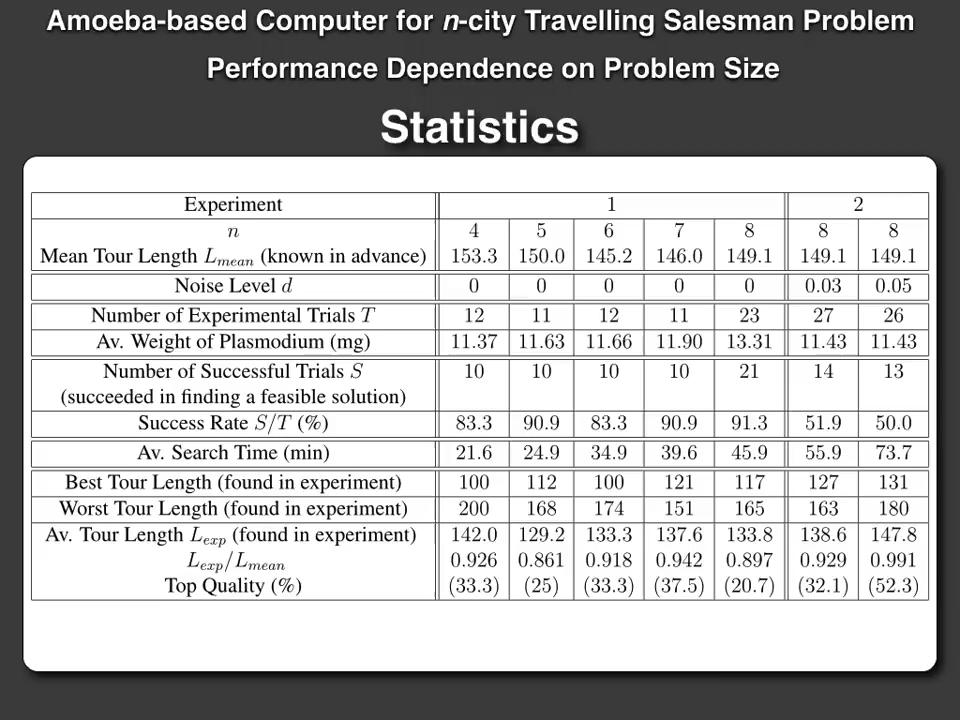 Amoeba-based Computer for n-city Travelling Salesman Problem
Performance Dependence on Problem Size
Statistics
Experiment 1 2
n 4 5 6 7 8 8 8
Mean Tour Length L_mean (known in advance) 153.3 150.0 145.2 146.0 149.1 149.1 149.1
Noise Level d 0 0 0 0 0 0.03 0.05
Number of Experimental Trials T 12 11 12 11 23 27 26
Av. Weight of Plasmodium (mg) 11.37 11.63 11.66 11.90 13.31 11.43 11.43
Number of Successful Trials S 10 10 10 10 21 14 13
(succeeded in finding a feasible solution)
Success Rate S/T (%) 83.3 90.9 83.3 90.9 91.3 51.9 50.0
Av. Search Time (min) 21.6 24.9 34.9 39.6 45.9 55.9 73.7
Best Tour Length (found in experiment) 100 112 100 121 117 127 131
Worst Tour Length (found in experiment) 200 168 174 151 165 163 180
Av. Tour Length L_exp (found in experiment) 142.0 129.2 133.3 137.6 133.8 138.6 147.8
L_exp/L_mean 0.926 0.861 0.918 0.942 0.897 0.929 0.991
Top Quality (%) (33.3) (25) (33.3) (37.5) (20.7) (32.1) (52.3)